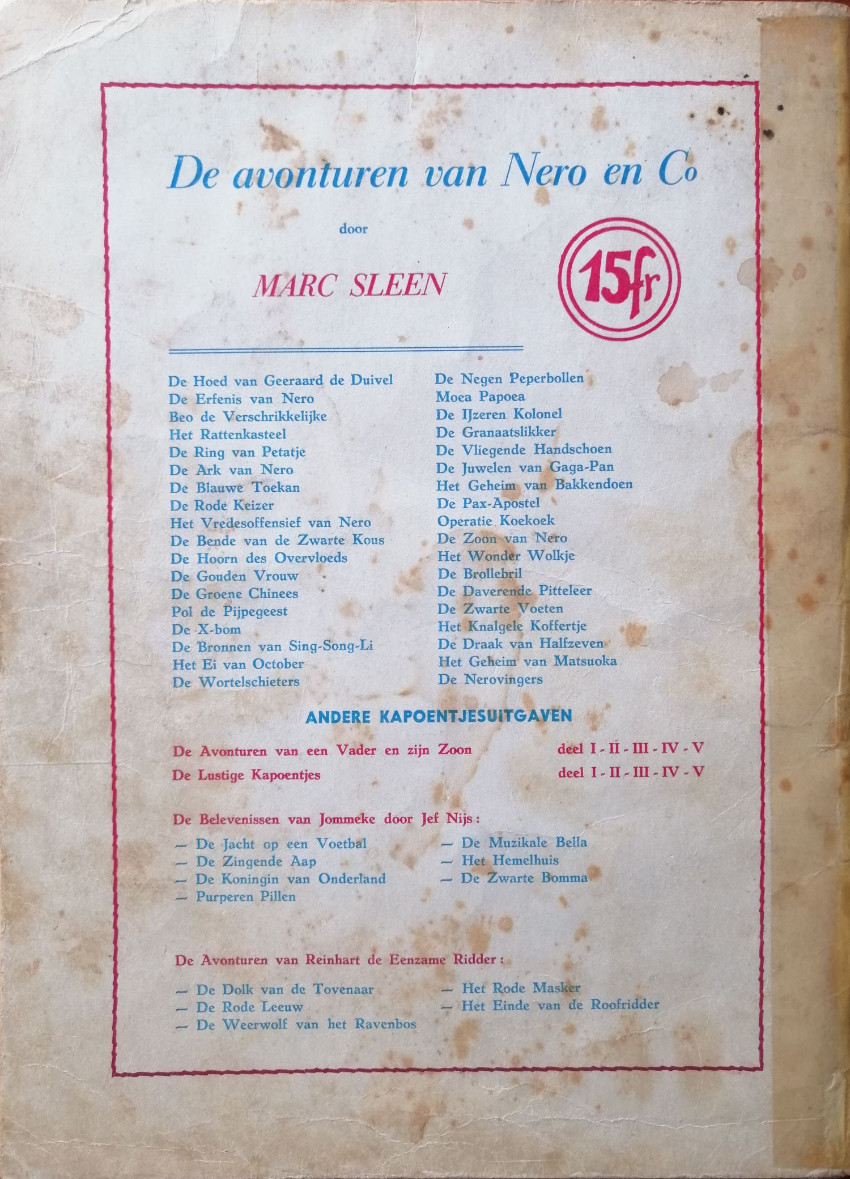 De avonturen van Nero en Co
door
MARC SLEEN
15fr
De Hoed van Geeraard de Duivel
De Erfenis van Nero
Beo de Verschrikkelijke
Het Rattenkasteel
De Ring van Petatje
De Ark van Nero
De Blauwe Toekan
De Rode Keizer
Het Vredesoffensief van Nero
De Bende van de Zwarte Kous
De Hoorn des Overvloeds
De Gouden Vrouw
De Groene Chinees
Pol de Pijpegeest
De X-bom
De Bronnen van Sing-Song-Li
Het Ei van October
De Wortelschieters
De Negen Peperbollen
Moea Papoea
De IJzeren Kolonel
De Granaatslikker
De Vliegende Handschoen
De Juwelen van Gaga-Pan
Het Geheim van Bakkendoen
De Pax-Apostel
Operatie Koekoek
De Zoon van Nero
Het Wonder Wolkje
De Brollebril
De Daverende Pitteleer
De Zwarte Voeten
Het Knalgele Koffertje
De Draak van Halfzeven
Het Geheim van Matsuoka
De Nerovingers
ANDERE KAPOENTJESUITGAVEN
De Avonturen van een Vader en zijn Zoon deel I - II - III - IV - V
De Lustige Kapoentjes deel I - II - III - IV - V
De Belevenissen van Jommeke door Jef Nijs :
— De Jacht op een Voetbal
— De Zingende Aap
— De Koningin van Onderland
— Purperen Pillen
— De Muzikale Bella
— Het Hemelhuis
— De Zwarte Bomma
De Avonturen van Reinhart de Eenzame Ridder :
— De Dolk van de Tovenaar
— De Rode Leeuw
— De Weerwolf van het Ravenbos
— Het Rode Masker
— Het Einde van de Roofridder